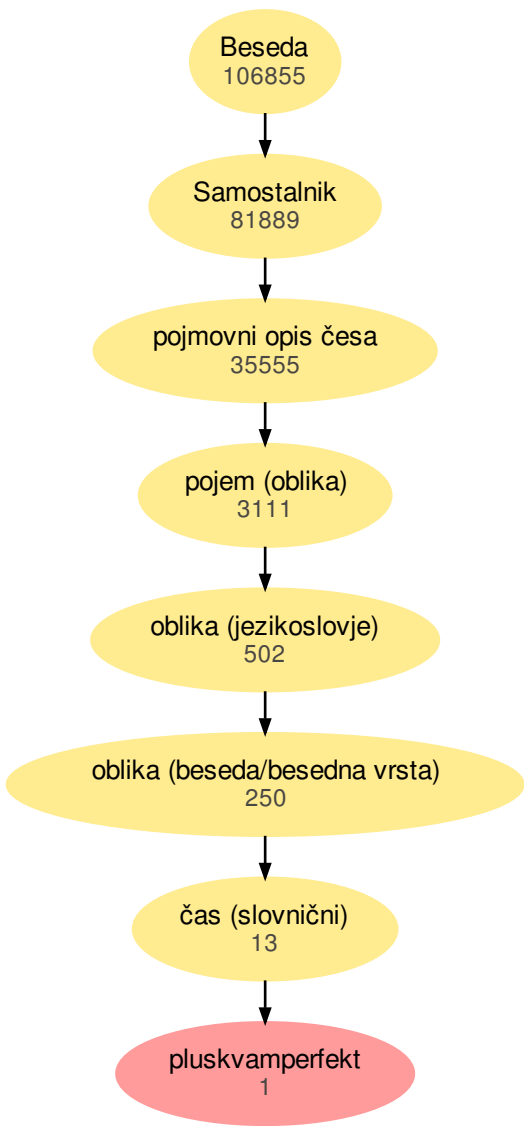 Beseda
106855
Samostalnik
81889
pojmovni opis česa
35555
pojem (oblika)
3111
oblika (jezikoslovje)
502
oblika (beseda/besedna vrsta)
250
čas (slovnični)
13
pluskvamperfekt
1